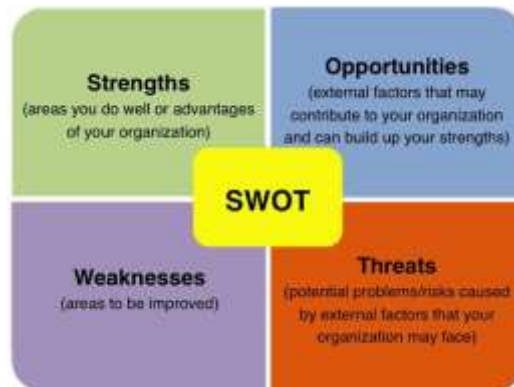 Strengths
(areas you do well or advantages
of your organization)
Opportunities
(external factors that may
contribute to your organization
and can build up your strengths)
SWOT
Weaknesses
(areas to be improved)
Threats
(potential problems/risks caused
by external factors that your
organization may face)